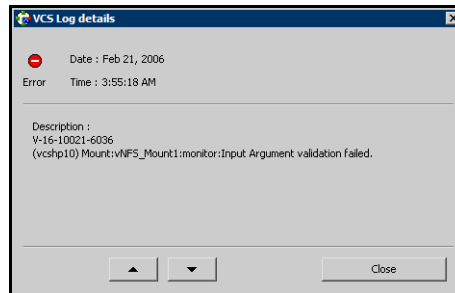 VCS Log details
Date : Feb 21, 2006
Error
Time : 3:55:18 AM
Description :
V-16-10021-6036
(vcshp10) Mount:vNFS_Mount1:monitor:Input Argument validation failed.
Close